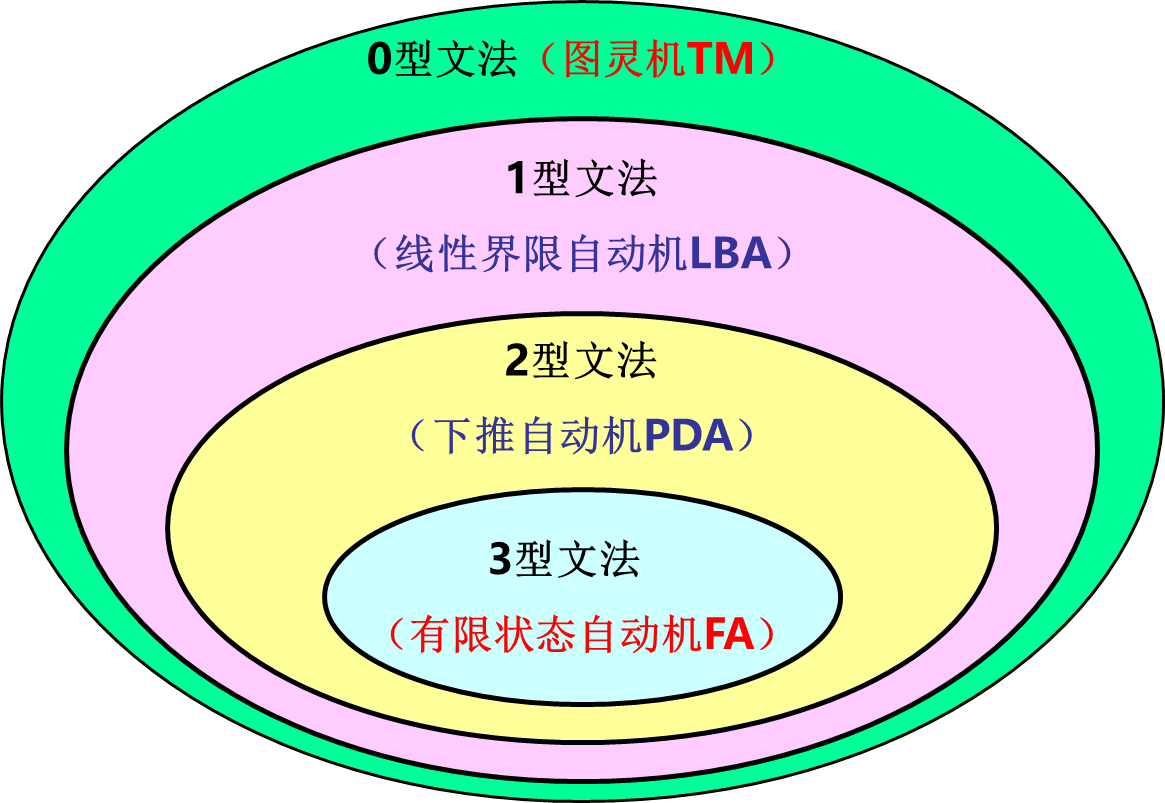 0型文法（图灵机TM）
1型文法
（线性界限自动机LBA）
2型文法
（下推自动机PDA）
3型文法
（有限状态自动机FA）